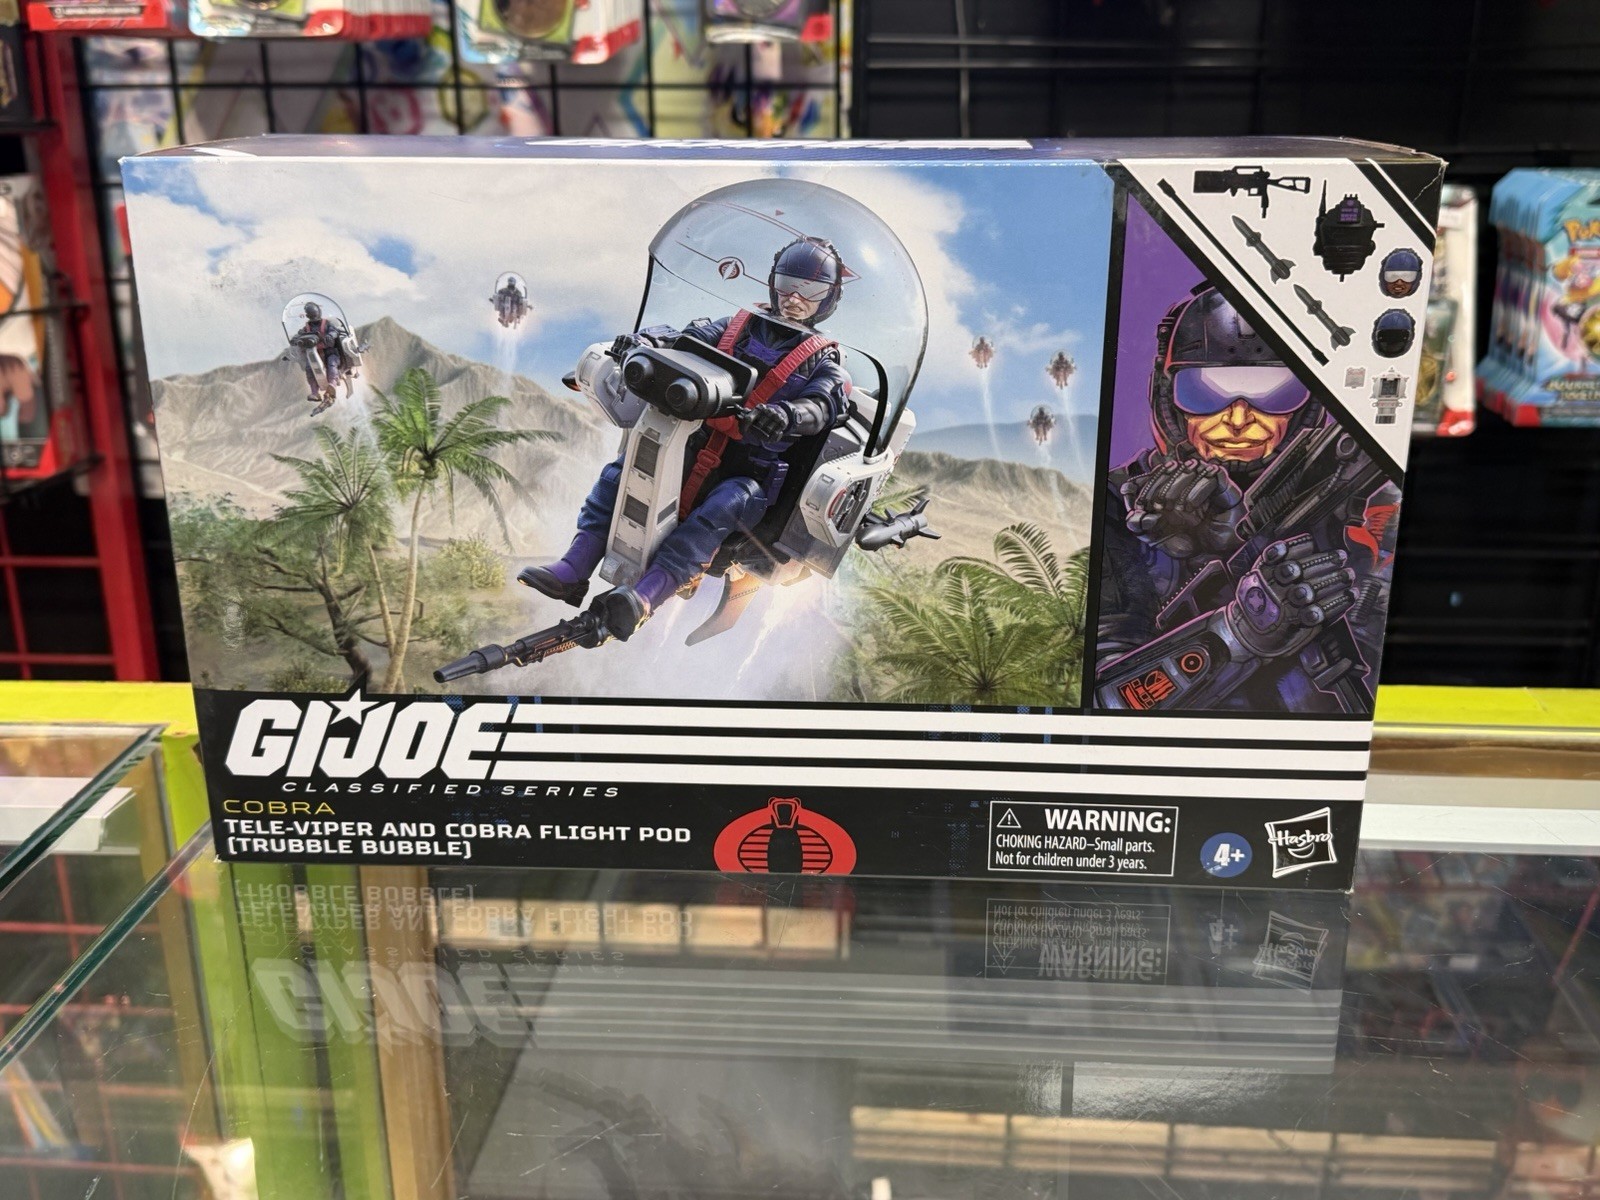 GI JOE
CLASSIFIED SERIES
COBRA
TELE-VIPER AND COBRA FLIGHT POD
[TRUBBLE BUBBLE]
WARNING:
CHOKING HAZARD–Small parts.
Not for children under 3 years.
4+
Hasbro